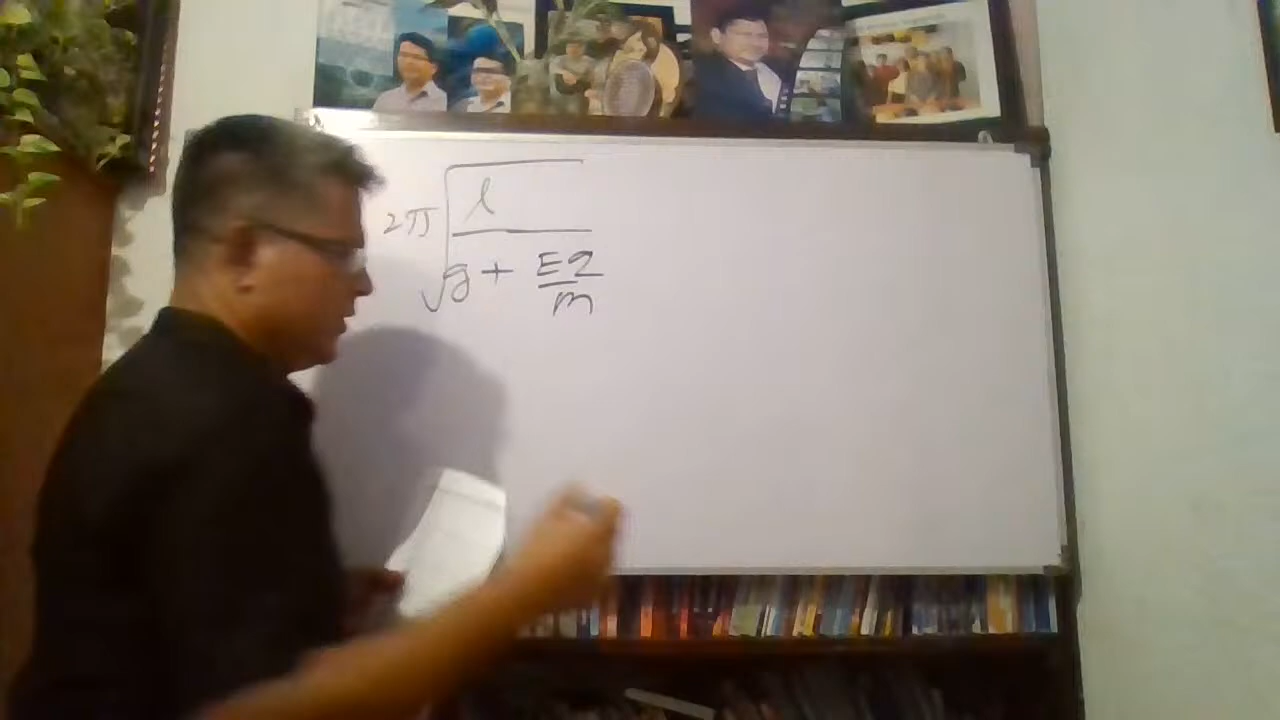 2π √ l
g + Eq
m